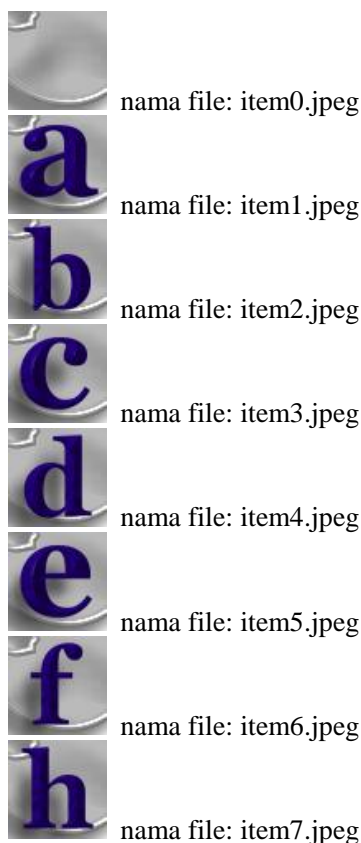 nama file: item0.jpeg
a
nama file: item1.jpeg
b
nama file: item2.jpeg
c
nama file: item3.jpeg
d
nama file: item4.jpeg
e
nama file: item5.jpeg
f
nama file: item6.jpeg
h
nama file: item7.jpeg